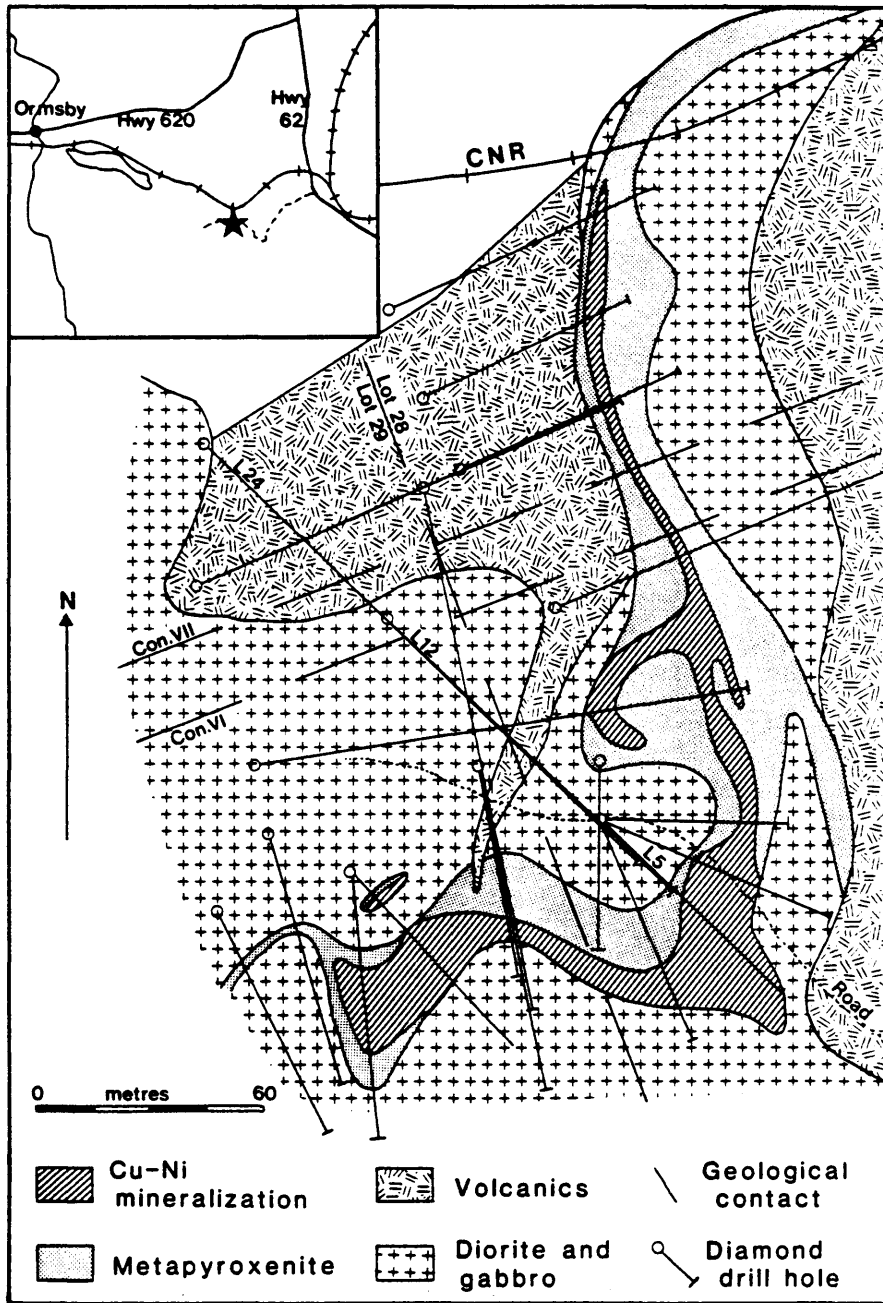 Ormsby
Hwy 620
Hwy
62
CNR
Lot 28
Lot 29
L24
N
L12
Con.VII
Con.VI
L5
Road
0 metres 60
Cu-Ni
mineralization
Volcanics
Geological
contact
Metapyroxenite
Diorite and
gabbro
Diamond
drill hole